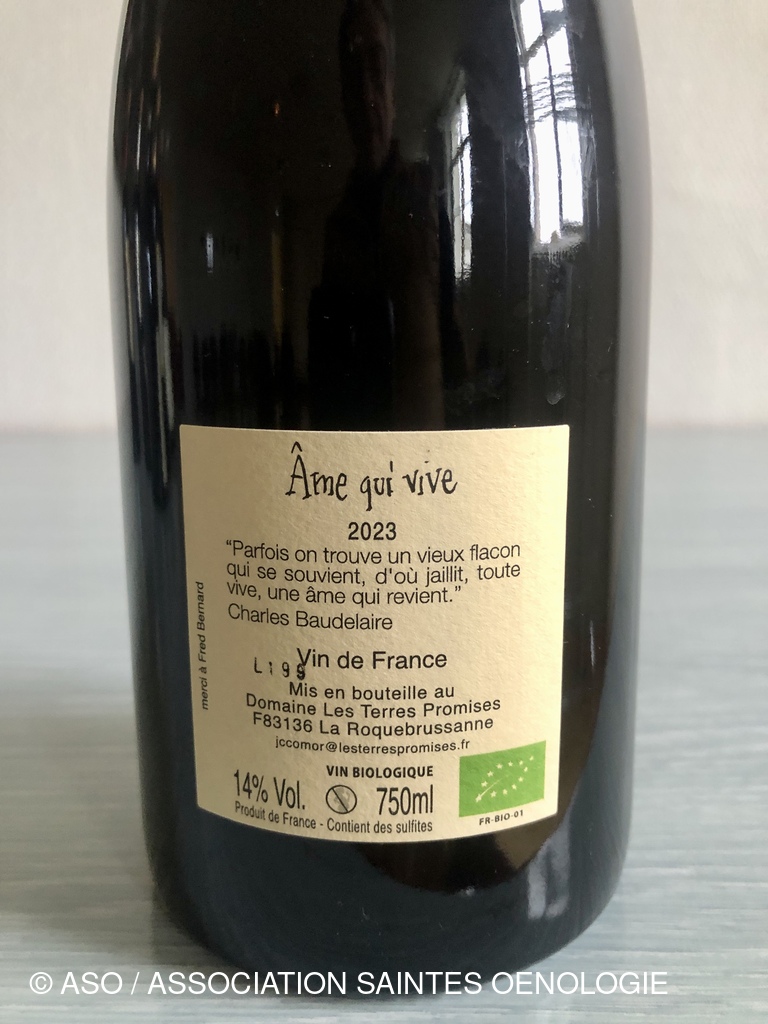 Âme qui vive
2023
“Parfois on trouve un vieux flacon
qui se souvient, d'où jaillit, toute
vive, une âme qui revient.”
Charles Baudelaire
merci à Fred Bernard
Vin de France
L199
Mis en bouteille au
Domaine Les Terres Promises
F83136 La Roquebrussanne
jccomor@lesterrespromises.fr
VIN BIOLOGIQUE
14% Vol. 750ml
Produit de France - Contient des sulfites
FR-BIO-01
© ASO / ASSOCIATION SAINTES OENOLOGIE